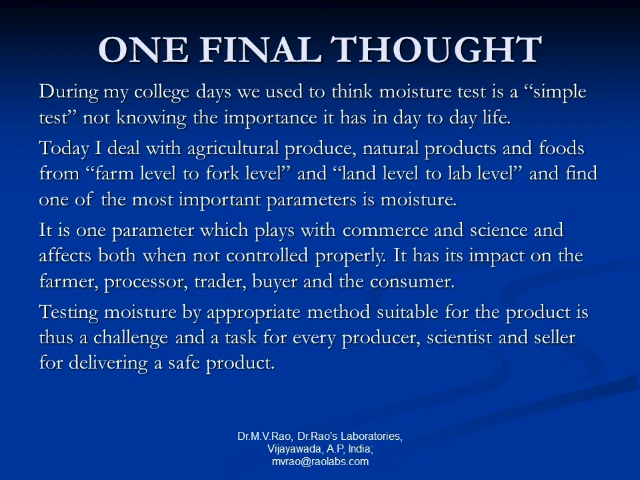 ONE FINAL THOUGHT
During my college days we used to think moisture test is a “simple
test” not knowing the importance it has in day to day life.
Today I deal with agricultural produce, natural products and foods
from “farm level to fork level” and “land level to lab level” and find
one of the most important parameters is moisture.
It is one parameter which plays with commerce and science and
affects both when not controlled properly. It has its impact on the
farmer, processor, trader, buyer and the consumer.
Testing moisture by appropriate method suitable for the product is
thus a challenge and a task for every producer, scientist and seller
for delivering a safe product.
Dr.M.V.Rao, Dr.Rao's Laboratories,
Vijayawada, A.P, India;
mvrao@raolabs.com